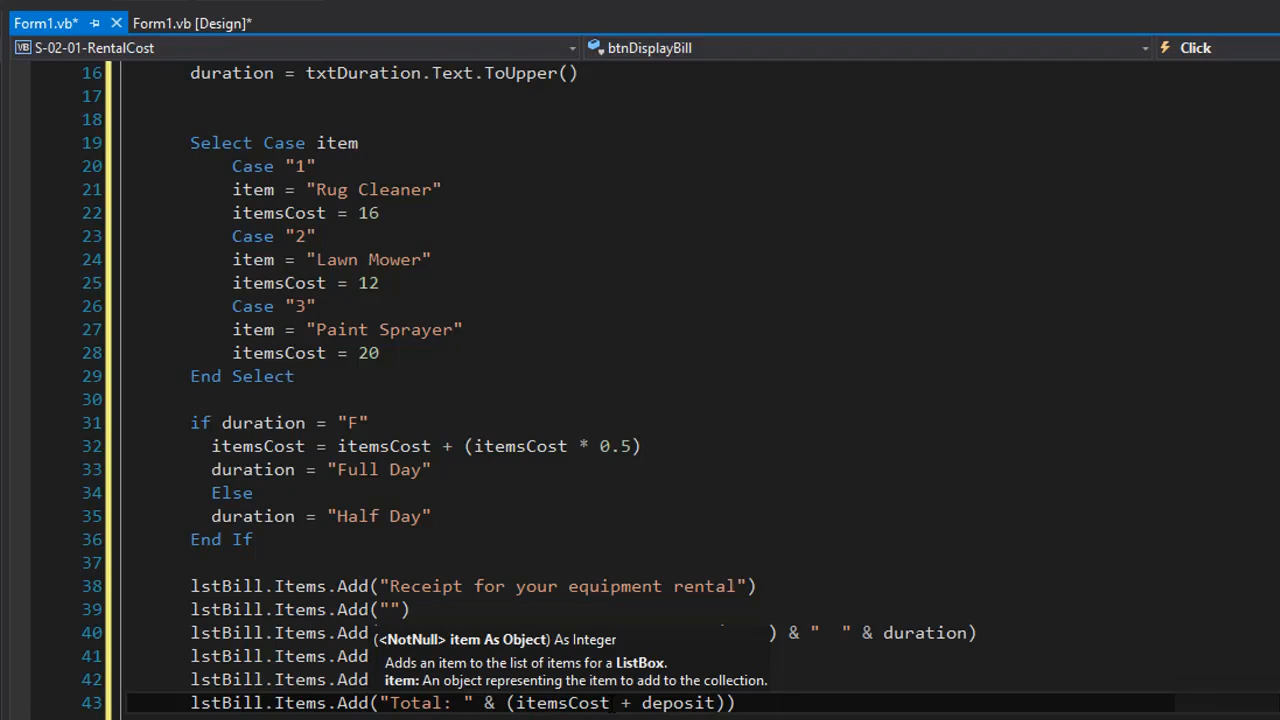 Form1.vb* Form1.vb [Design]*
VB S-02-01-RentalCost btnDisplayBill Click
16 duration = txtDuration.Text.ToUpper()
17
18
19 Select Case item
20 Case "1"
21 item = "Rug Cleaner"
22 itemsCost = 16
23 Case "2"
24 item = "Lawn Mower"
25 itemsCost = 12
26 Case "3"
27 item = "Paint Sprayer"
28 itemsCost = 20
29 End Select
30
31 if duration = "F"
32 itemsCost = itemsCost + (itemsCost * 0.5)
33 duration = "Full Day"
34 Else
35 duration = "Half Day"
36 End If
37
38 lstBill.Items.Add("Receipt for your equipment rental")
39 lstBill.Items.Add("")
40 lstBill.Items.Add ) & "  " & duration)
(<NotNull> item As Object) As Integer
41 lstBill.Items.Add
Adds an item to the list of items for a ListBox.
42 lstBill.Items.Add
item: An object representing the item to add to the collection.
43 lstBill.Items.Add("Total: " & (itemsCost + deposit))